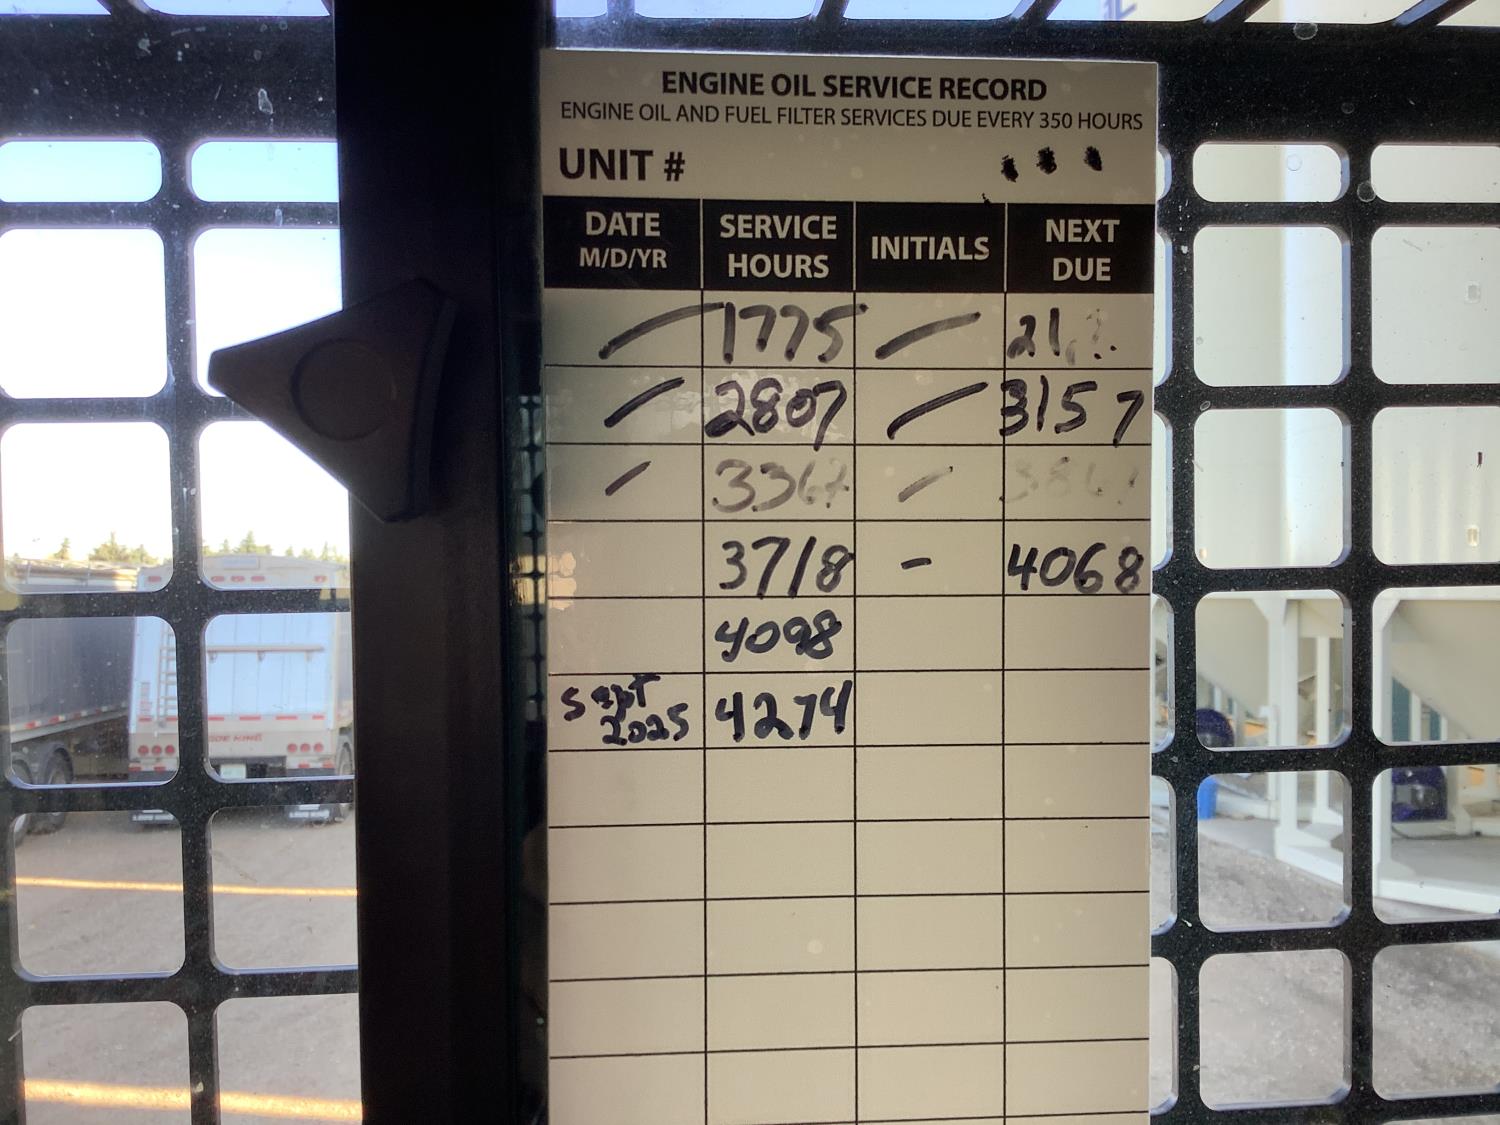 ENGINE OIL SERVICE RECORD
ENGINE OIL AND FUEL FILTER SERVICES DUE EVERY 350 HOURS
UNIT #
DATE M/D/YR SERVICE HOURS INITIALS NEXT DUE
1775
2807 3157
3367
3718 - 4068
4098
Sept 2025 4274